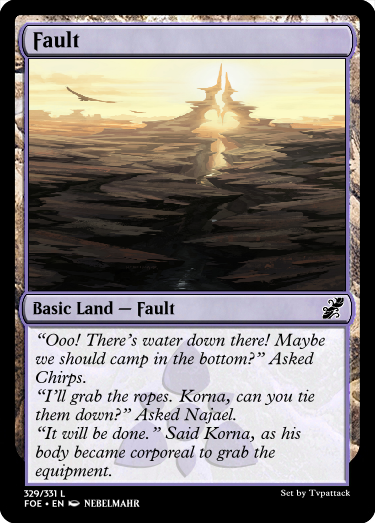 Fault
Basic Land — Fault
“Ooo! There's water down there! Maybe
we should camp in the bottom?” Asked
Chirps.
“I'll grab the ropes. Korna, can you tie
them down?” Asked Najael.
“It will be done.” Said Korna, as his
body became corporeal to grab the
equipment.
329/331 L
Set by Tvpattack
FOE • EN NEBELMAHR